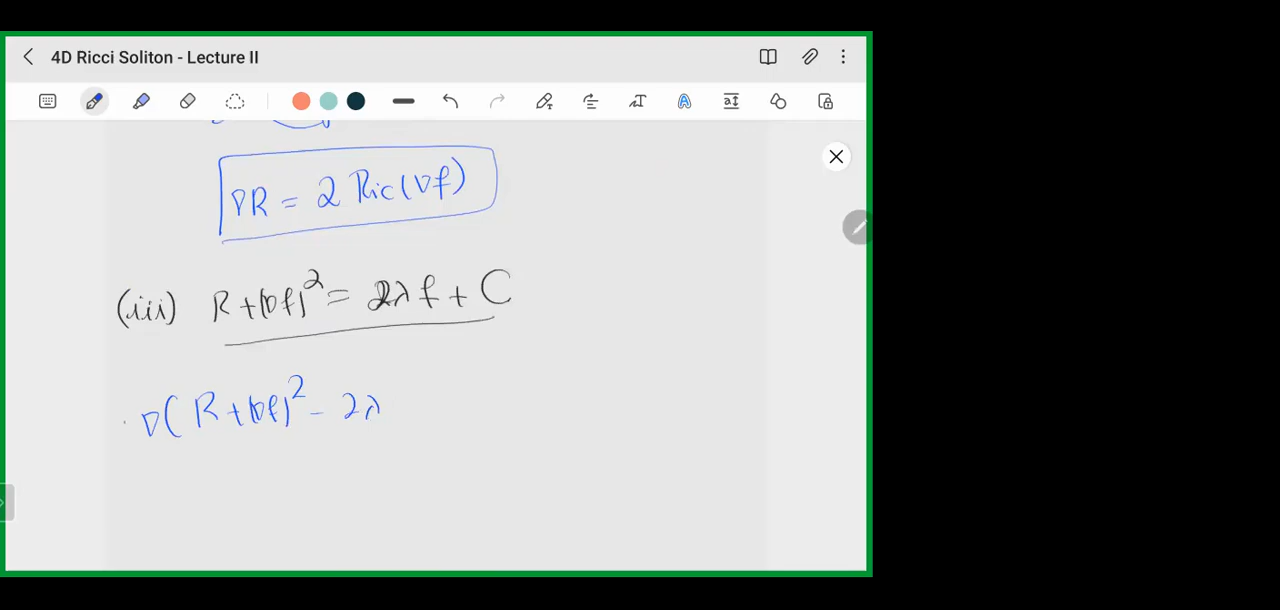 4D Ricci Soliton - Lecture II
∇R = 2 Ric(∇f)
(iii) R + |∇f|² = 2λf + C
∇( R + |∇f|² - 2λ